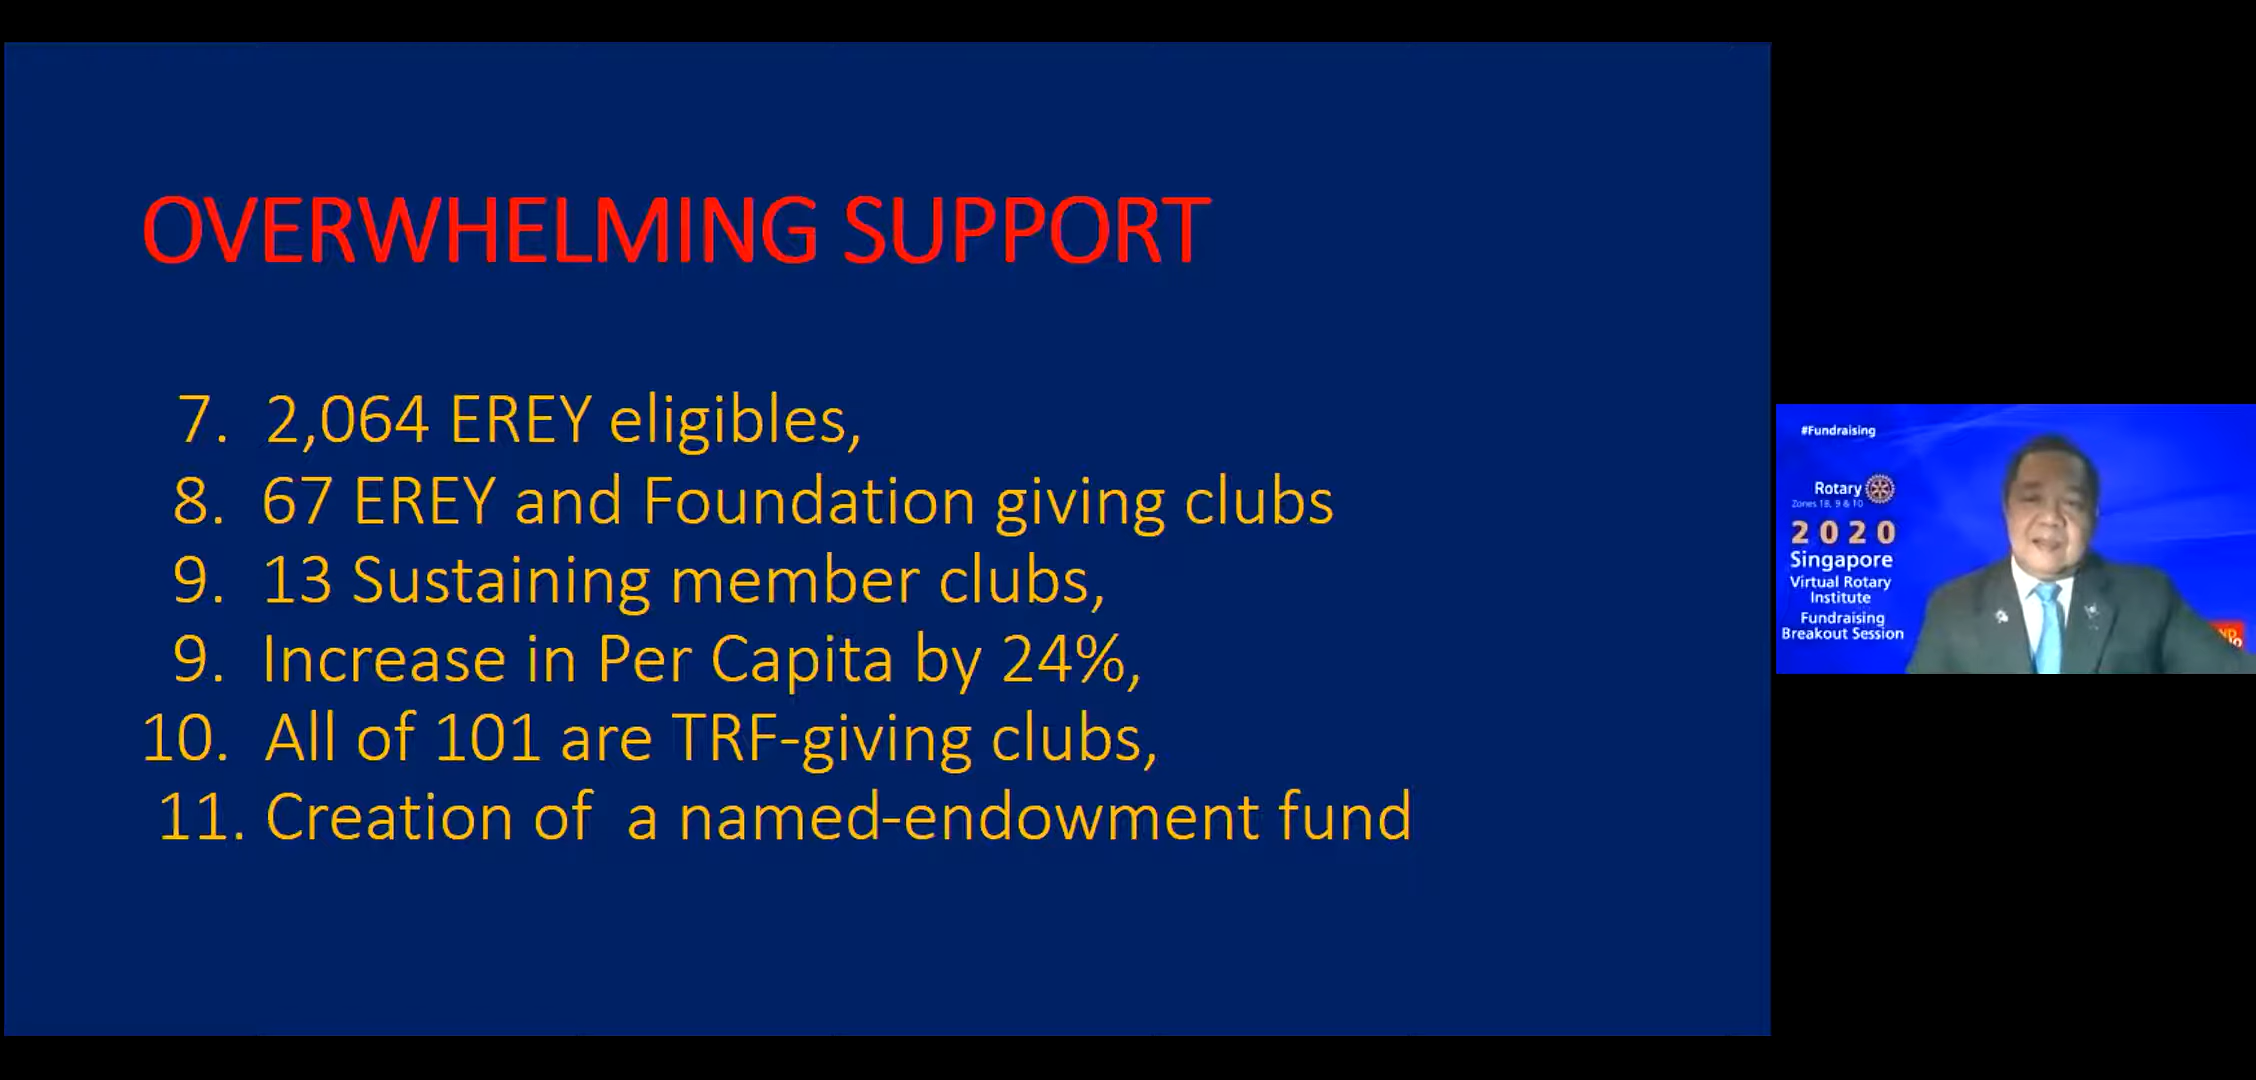 OVERWHELMING SUPPORT
7. 2,064 EREY eligibles,
8. 67 EREY and Foundation giving clubs
9. 13 Sustaining member clubs,
9. Increase in Per Capita by 24%,
10. All of 101 are TRF-giving clubs,
11. Creation of a named-endowment fund
#Fundraising
Rotary
Zones 1B, 9 & 10
2020
Singapore
Virtual Rotary
Institute
Fundraising
Breakout Session